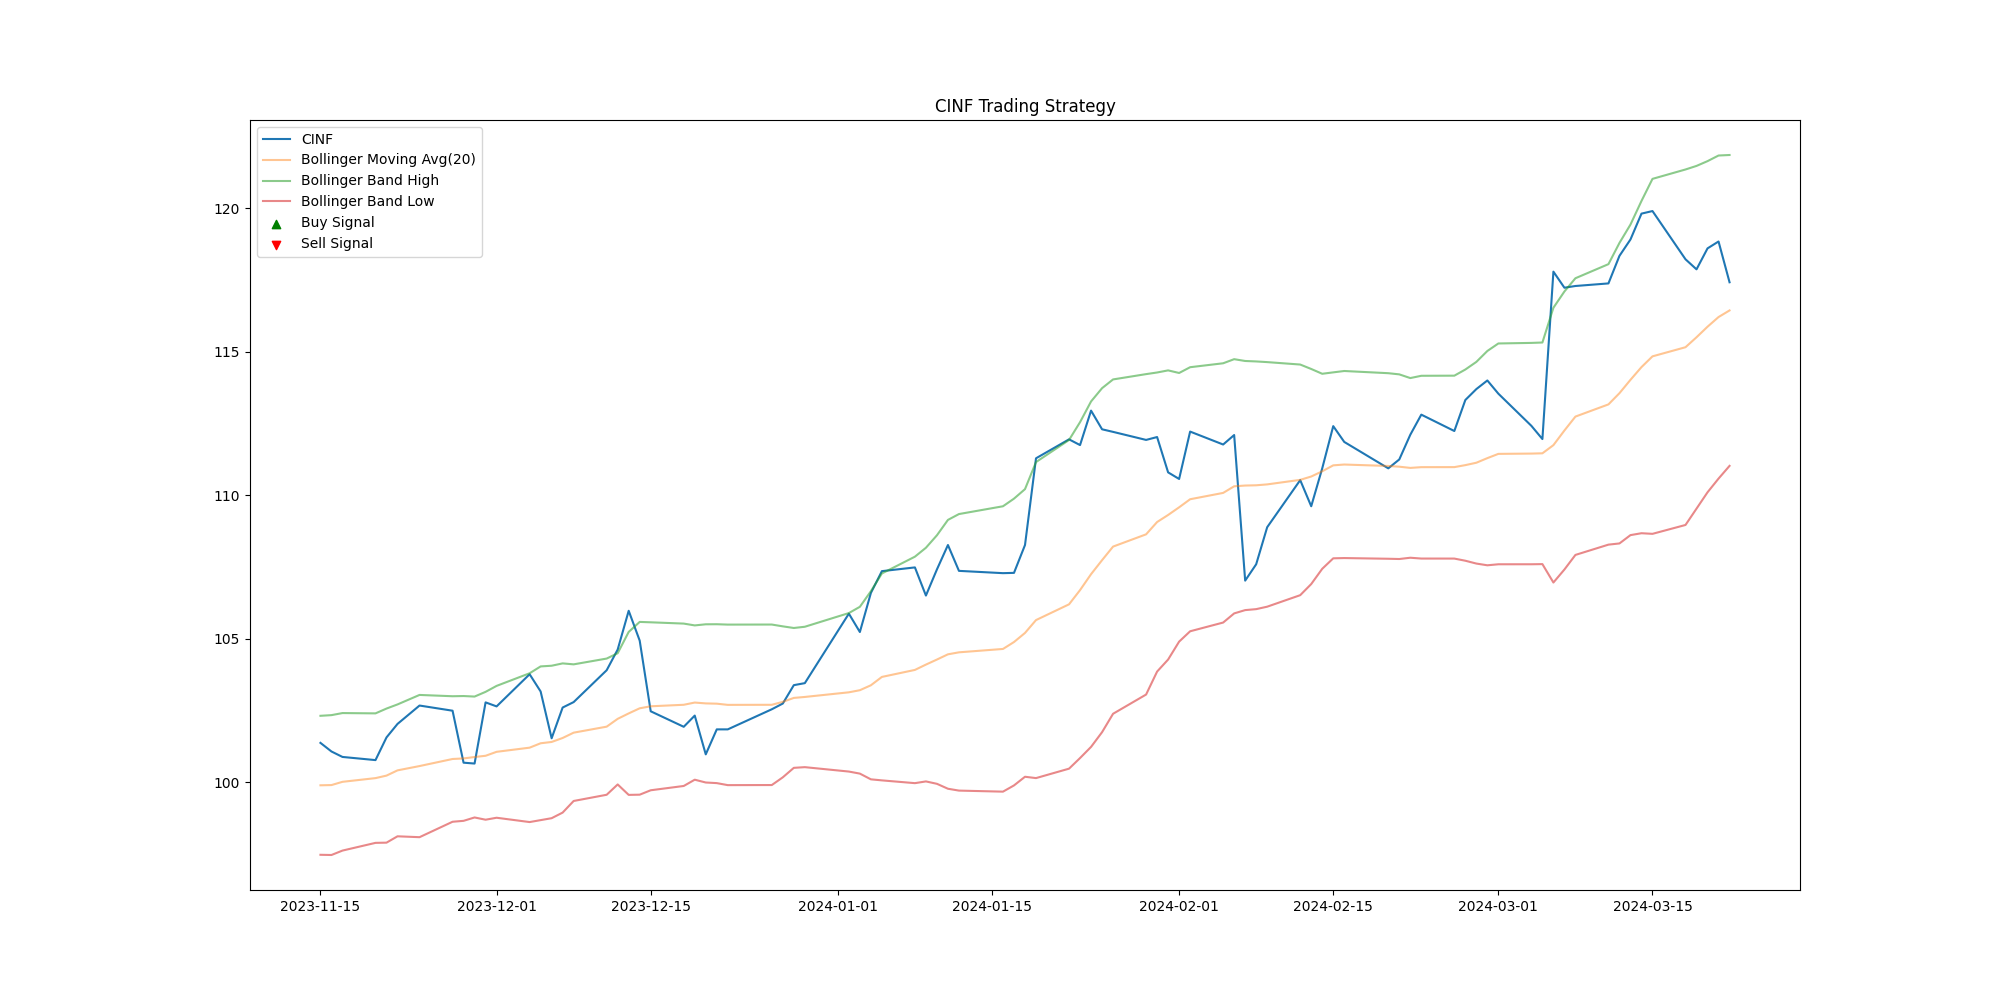 CINF Trading Strategy
CINF
Bollinger Moving Avg(20)
Bollinger Band High
Bollinger Band Low
Buy Signal
Sell Signal
120
115
110
105
100
2023-11-15 2023-12-01 2023-12-15 2024-01-01 2024-01-15 2024-02-01 2024-02-15 2024-03-01 2024-03-15